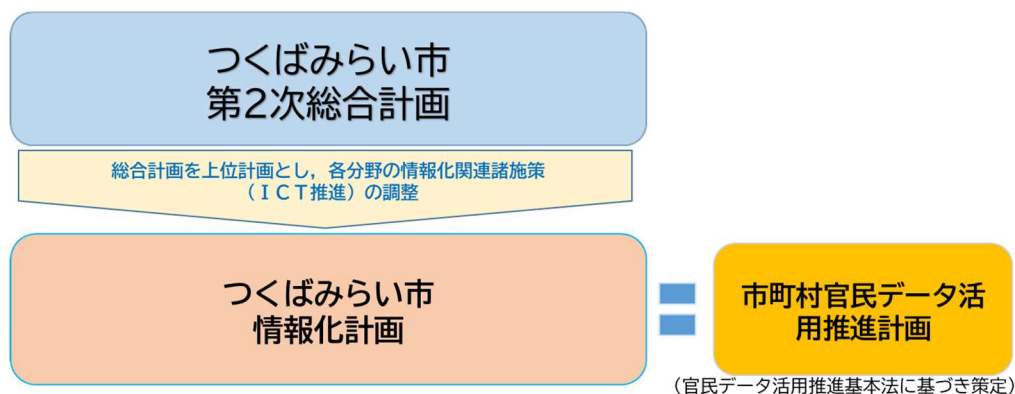 つくばみらい市
第２次総合計画
総合計画を上位計画とし，各分野の情報化関連諸施策
（ＩＣＴ推進）の調整
つくばみらい市
情報化計画
市町村官民データ活
用推進計画
（官民データ活用推進基本法に基づき策定）